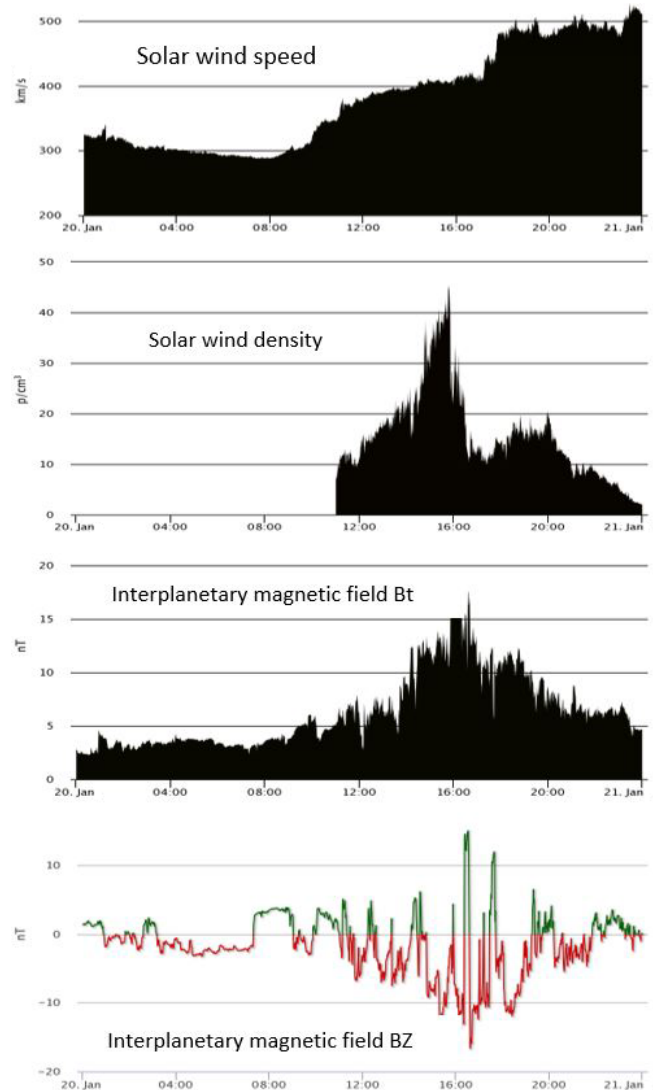 500
Solar wind speed
400
km/s
300
200
20. Jan 04:00 08:00 12:00 16:00 20:00 21. Jan
50
40
Solar wind density
30
p/cm³
20
10
0
20. Jan 04:00 08:00 12:00 16:00 20:00 21. Jan
20
Interplanetary magnetic field Bt
15
nT
10
5
0
20. Jan 04:00 08:00 12:00 16:00 20:00 21. Jan
10
nT
0
-10
Interplanetary magnetic field BZ
-20
20. Jan 04:00 08:00 12:00 16:00 20:00 21. Jan